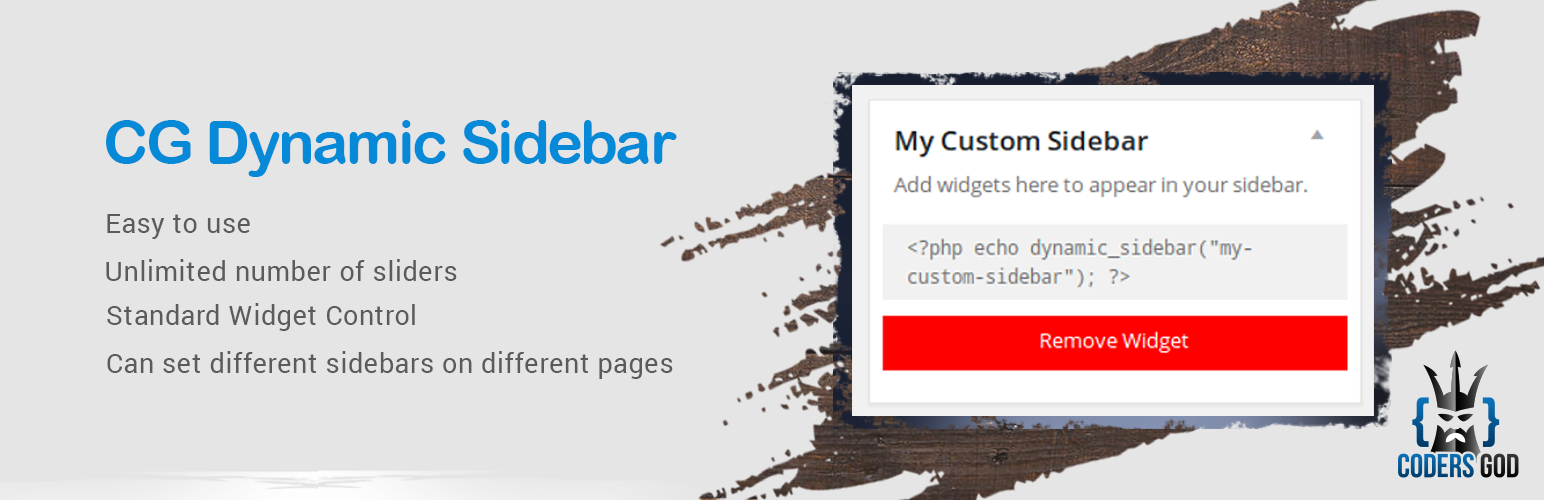 CG Dynamic Sidebar
Easy to use
Unlimited number of sliders
Standard Widget Control
Can set different sidebars on different pages
My Custom Sidebar
Add widgets here to appear in your sidebar.
<?php echo dynamic_sidebar("my-
custom-sidebar"); ?>
Remove Widget
CODERS GOD